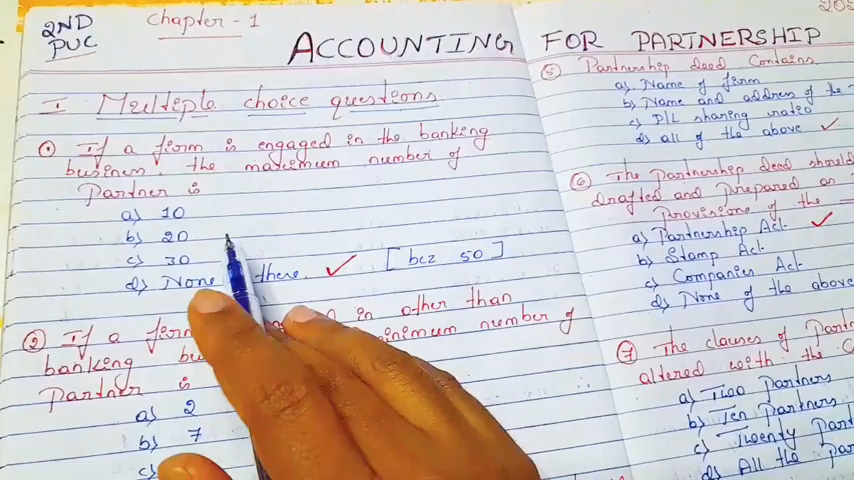 2ND
PUC
Chapter - 1
ACCOUNTING FOR PARTNERSHIP
I Multiple choice questions
① If a firm is engaged in the banking
business. the maximum number of
Partner is
a) 10
b) 20
c) 30
d) None there. ✓ [bcz 50]
② If a in other than
banking minimum number of
Partner is
a) 2
b) 7
c)
⑤ Partnership deed Contains
a) Name of firm
b) Name and address of the
c) P/L sharing ratio
d) all of the above ✓
⑥ The Partnership deed should
drafted and Prepared as
Provisions of the
a) Partnership Act ✓
b) Stamp Act
c) Companies Act
d) None of the above
⑦ The clauses of
altered with the
a) Two Partners
b) Ten Partners
c) Twenty
d) All the